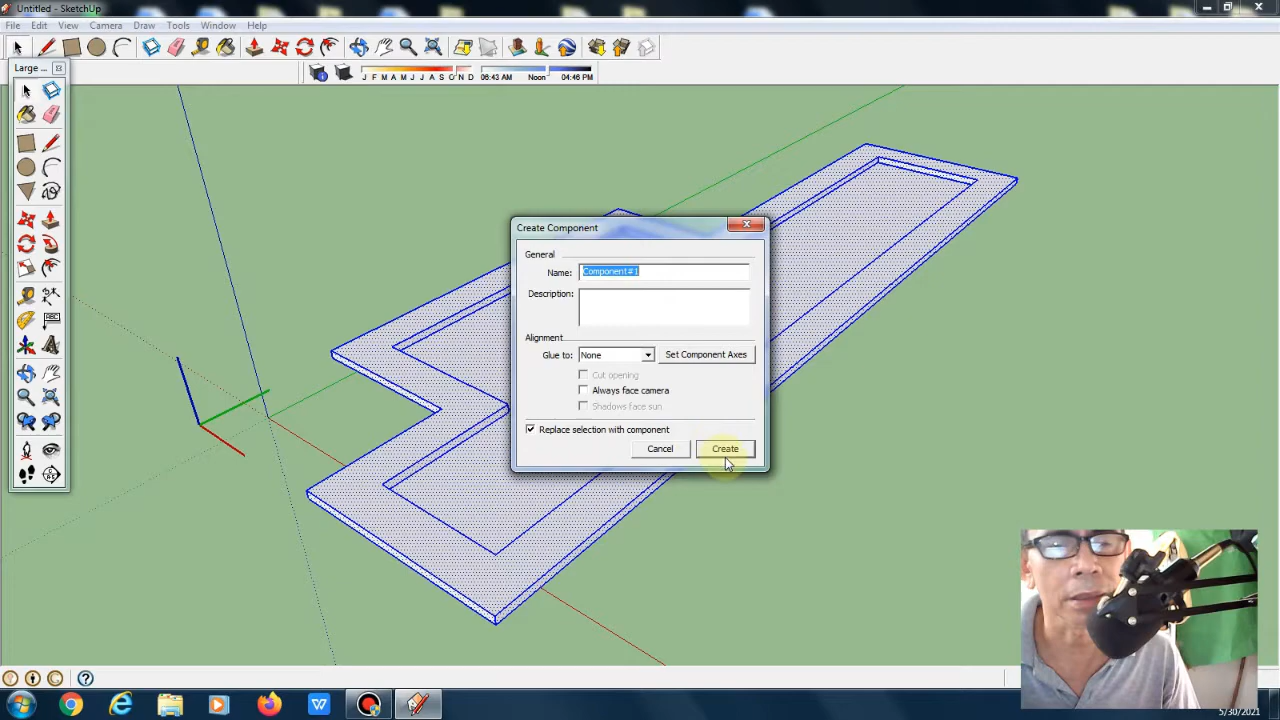 Untitled - SketchUp
File Edit View Camera Draw Tools Window Help
Large ...
J F M A M J J A S O N D 06:43 AM Noon 04:46 PM
Create Component
General
Name: Component#1
Description:
Alignment
Glue to: None Set Component Axes
Cut opening
Always face camera
Shadows face sun
Replace selection with component
Cancel Create
ABC
5/30/2021